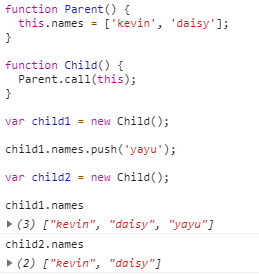 function Parent() {
  this.names = ['kevin', 'daisy'];
}
function Child() {
  Parent.call(this);
}
var child1 = new Child();
child1.names.push('yayu');
var child2 = new Child();
child1.names
▶ (3) ["kevin", "daisy", "yayu"]
child2.names
▶ (2) ["kevin", "daisy"]